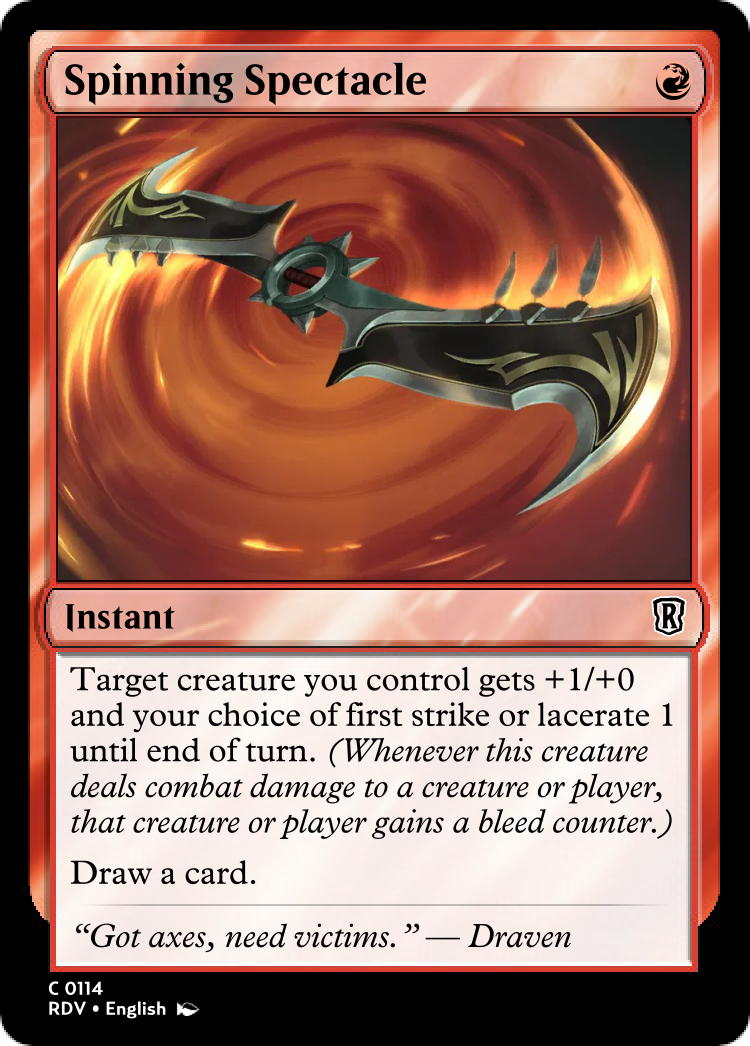 Spinning Spectacle
Instant
R
Target creature you control gets +1/+0
and your choice of first strike or lacerate 1
until end of turn. (Whenever this creature
deals combat damage to a creature or player,
that creature or player gains a bleed counter.)
Draw a card.
“Got axes, need victims.” — Draven
C 0114
RDV • English